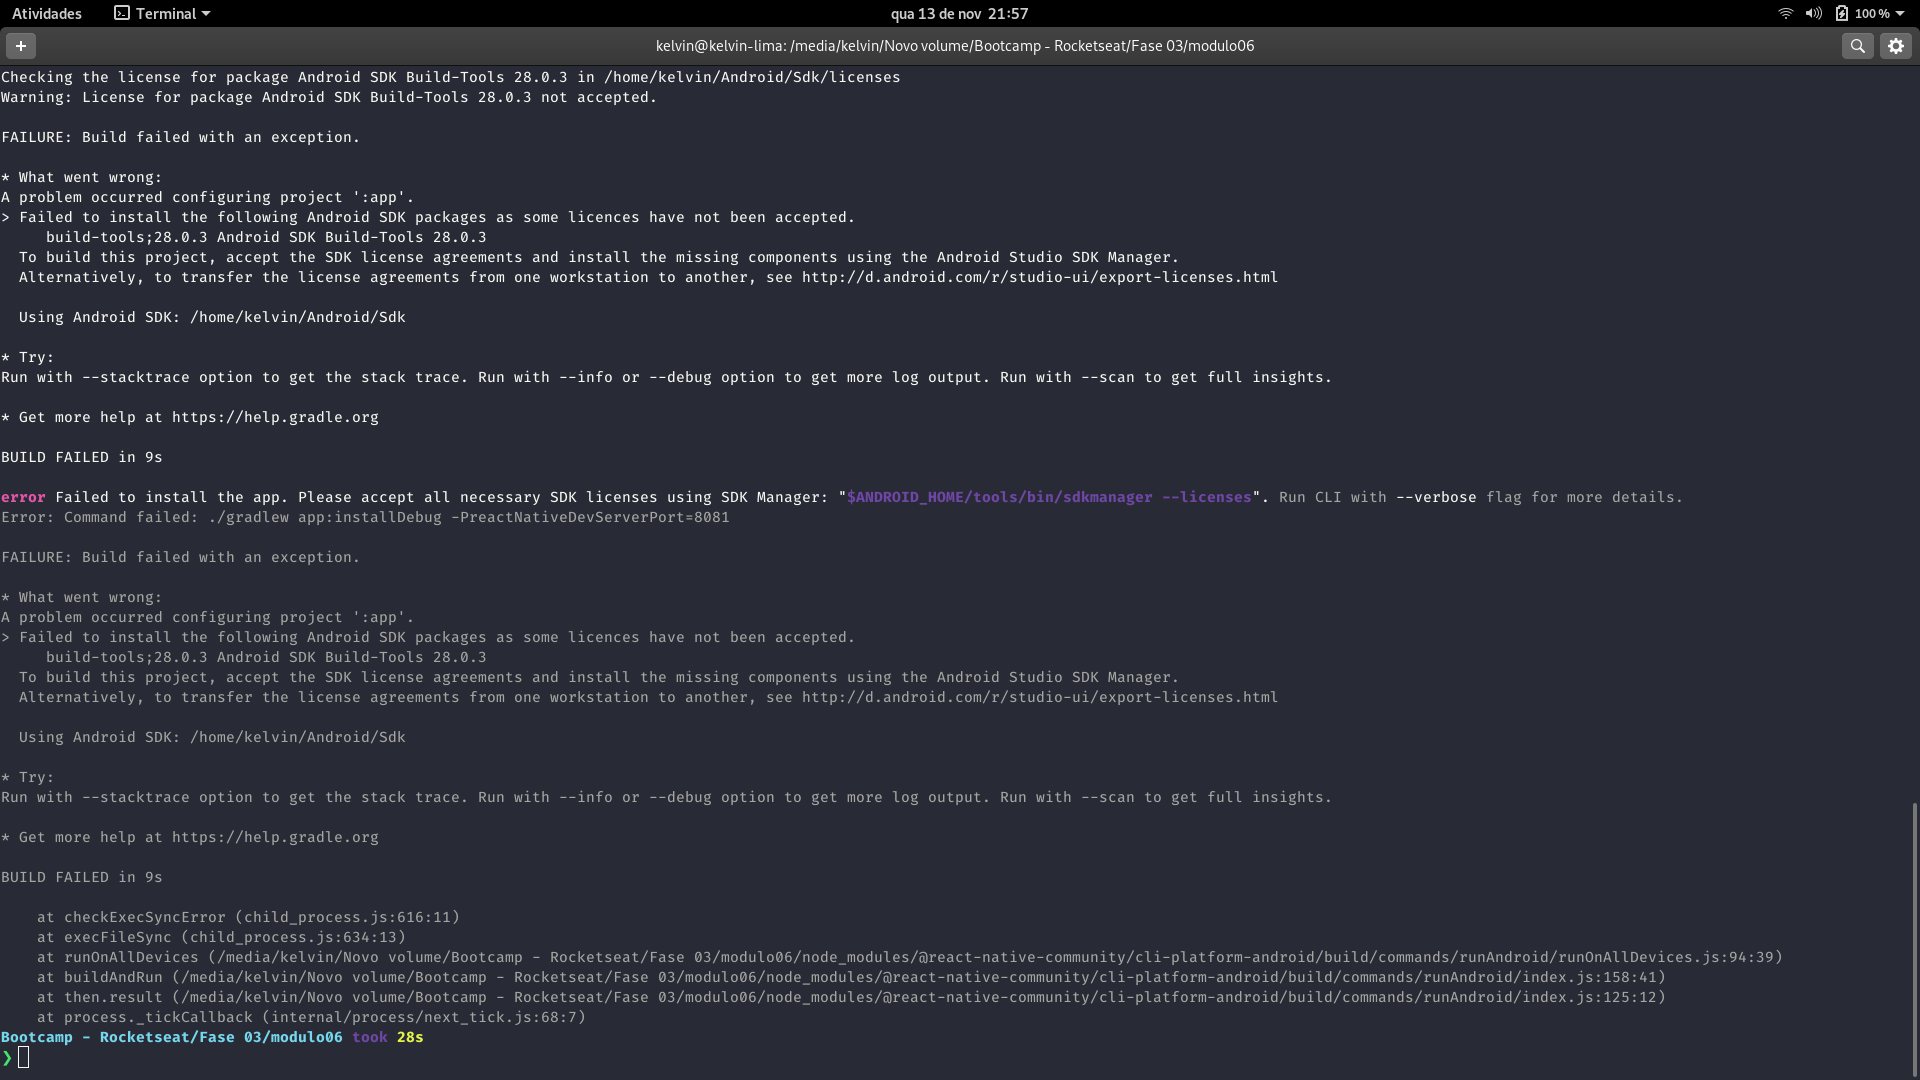 Atividades Terminal qua 13 de nov 21:57 100 %
+ kelvin@kelvin-lima: /media/kelvin/Novo volume/Bootcamp - Rocketseat/Fase 03/modulo06
Checking the license for package Android SDK Build-Tools 28.0.3 in /home/kelvin/Android/Sdk/licenses
Warning: License for package Android SDK Build-Tools 28.0.3 not accepted.
FAILURE: Build failed with an exception.
* What went wrong:
A problem occurred configuring project ':app'.
> Failed to install the following Android SDK packages as some licences have not been accepted.
build-tools;28.0.3 Android SDK Build-Tools 28.0.3
To build this project, accept the SDK license agreements and install the missing components using the Android Studio SDK Manager.
Alternatively, to transfer the license agreements from one workstation to another, see http://d.android.com/r/studio-ui/export-licenses.html
Using Android SDK: /home/kelvin/Android/Sdk
* Try:
Run with --stacktrace option to get the stack trace. Run with --info or --debug option to get more log output. Run with --scan to get full insights.
* Get more help at https://help.gradle.org
BUILD FAILED in 9s
error Failed to install the app. Please accept all necessary SDK licenses using SDK Manager: "$ANDROID_HOME/tools/bin/sdkmanager --licenses". Run CLI with --verbose flag for more details.
Error: Command failed: ./gradlew app:installDebug -PreactNativeDevServerPort=8081
FAILURE: Build failed with an exception.
* What went wrong:
A problem occurred configuring project ':app'.
> Failed to install the following Android SDK packages as some licences have not been accepted.
build-tools;28.0.3 Android SDK Build-Tools 28.0.3
To build this project, accept the SDK license agreements and install the missing components using the Android Studio SDK Manager.
Alternatively, to transfer the license agreements from one workstation to another, see http://d.android.com/r/studio-ui/export-licenses.html
Using Android SDK: /home/kelvin/Android/Sdk
* Try:
Run with --stacktrace option to get the stack trace. Run with --info or --debug option to get more log output. Run with --scan to get full insights.
* Get more help at https://help.gradle.org
BUILD FAILED in 9s
at checkExecSyncError (child_process.js:616:11)
at execFileSync (child_process.js:634:13)
at runOnAllDevices (/media/kelvin/Novo volume/Bootcamp - Rocketseat/Fase 03/modulo06/node_modules/@react-native-community/cli-platform-android/build/commands/runAndroid/runOnAllDevices.js:94:39)
at buildAndRun (/media/kelvin/Novo volume/Bootcamp - Rocketseat/Fase 03/modulo06/node_modules/@react-native-community/cli-platform-android/build/commands/runAndroid/index.js:158:41)
at then.result (/media/kelvin/Novo volume/Bootcamp - Rocketseat/Fase 03/modulo06/node_modules/@react-native-community/cli-platform-android/build/commands/runAndroid/index.js:125:12)
at process._tickCallback (internal/process/next_tick.js:68:7)
Bootcamp - Rocketseat/Fase 03/modulo06 took 28s
❯